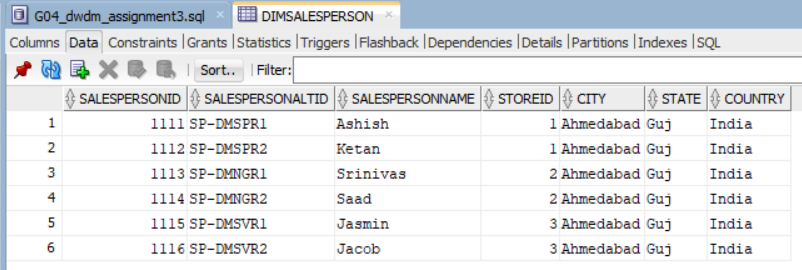 G04_dwdm_assignment3.sql DIMSALESPERSON
Columns Data Constraints Grants Statistics Triggers Flashback Dependencies Details Partitions Indexes SQL
Sort.. Filter:
SALESPERSONID SALESPERSONALTID SALESPERSONNAME STOREID CITY STATE COUNTRY
1 1111 SP-DMSPR1 Ashish 1 Ahmedabad Guj India
2 1112 SP-DMSPR2 Ketan 1 Ahmedabad Guj India
3 1113 SP-DMNGR1 Srinivas 2 Ahmedabad Guj India
4 1114 SP-DMNGR2 Saad 2 Ahmedabad Guj India
5 1115 SP-DMSVR1 Jasmin 3 Ahmedabad Guj India
6 1116 SP-DMSVR2 Jacob 3 Ahmedabad Guj India